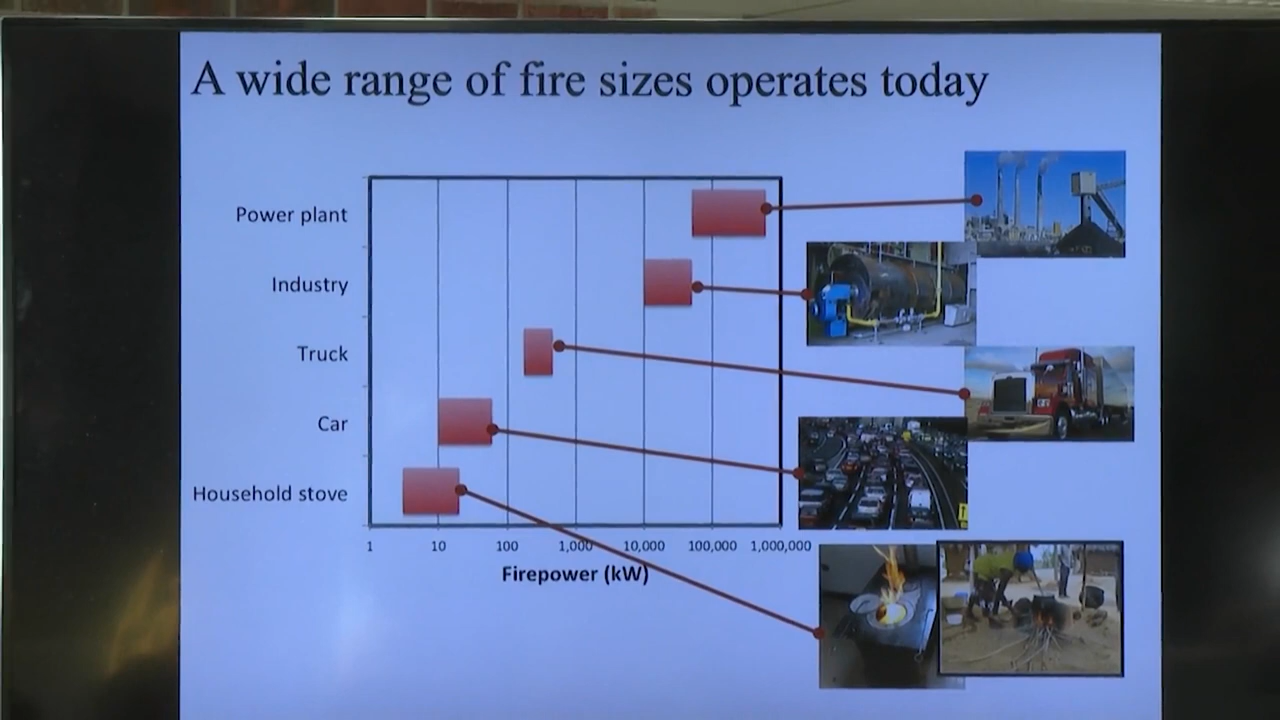 A wide range of fire sizes operates today
Power plant
Industry
Truck
Car
Household stove
1 10 100 1,000 10,000 100,000 1,000,000
Firepower (kW)